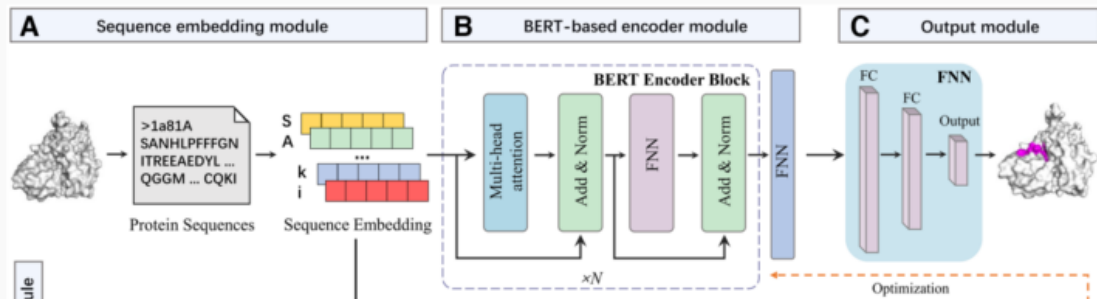 A Sequence embedding module
B BERT-based encoder module
C Output module
BERT Encoder Block
FNN
>1a81A
SANHLPFFFGN
ITREEAEDYL ...
QGGM ... CQKI
Protein Sequences
S
A
...
k
i
Sequence Embedding
Multi-head
attention
Add & Norm
FNN
Add & Norm
×N
FNN
FC
FC
Output
Optimization
ule